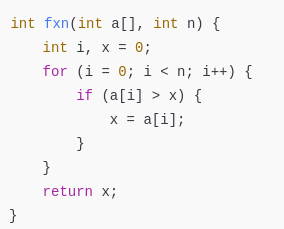 int fxn(int a[], int n) {
    int i, x = 0;
    for (i = 0; i < n; i++) {
        if (a[i] > x) {
            x = a[i];
        }
    }
    return x;
}